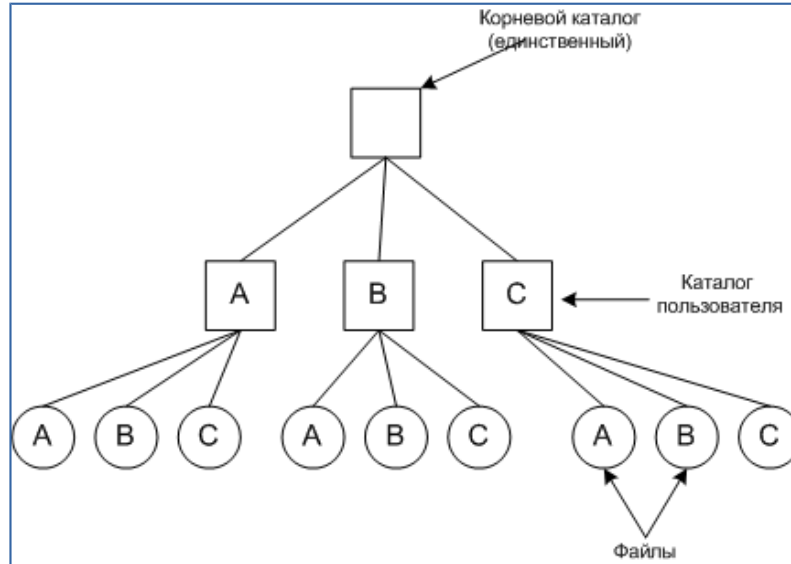 Корневой каталог
(единственный)
A
B
C
Каталог
пользователя
A
B
C
A
B
C
A
B
C
Файлы